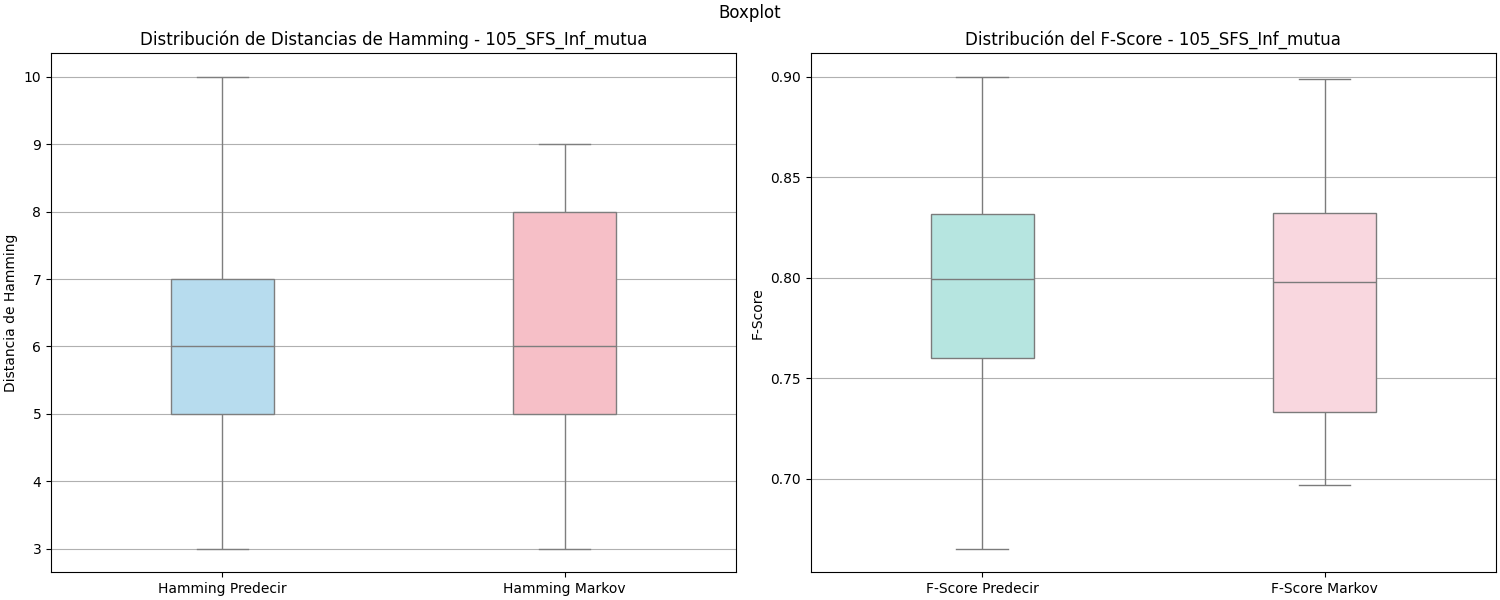 Boxplot
Distribución de Distancias de Hamming - 105_SFS_Inf_mutua
Distancia de Hamming
10
9
8
7
6
5
4
3
Hamming Predecir
Hamming Markov
Distribución del F-Score - 105_SFS_Inf_mutua
F-Score
0.90
0.85
0.80
0.75
0.70
F-Score Predecir
F-Score Markov